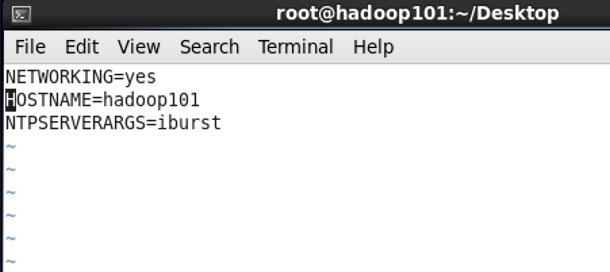 root@hadoop101:~/Desktop
File Edit View Search Terminal Help
NETWORKING=yes
HOSTNAME=hadoop101
NTPSERVERARGS=iburst
~
~
~
~
~
~